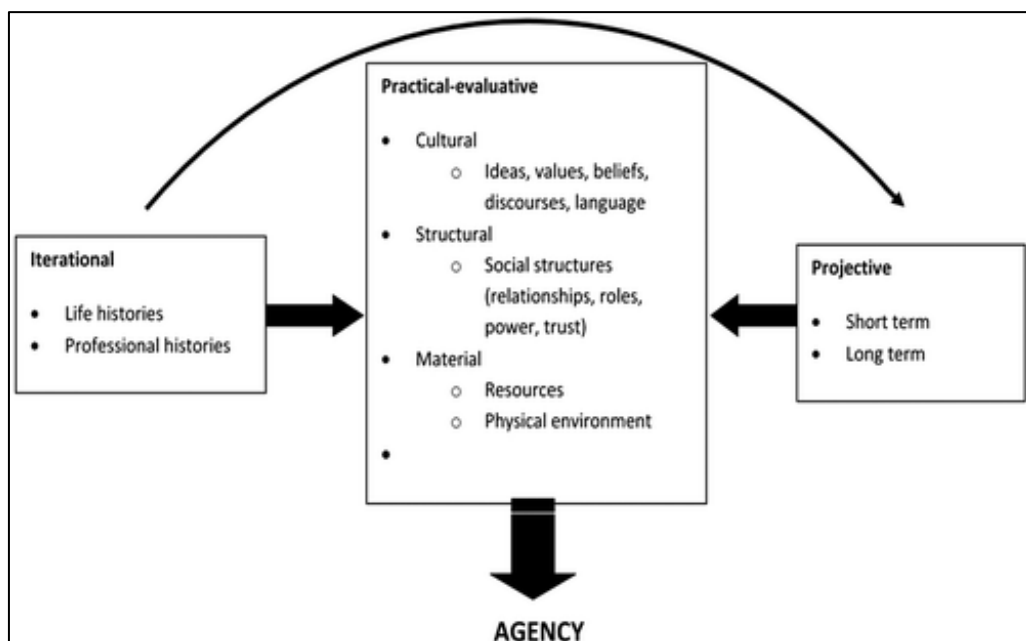 Practical-evaluative
• Cultural
o Ideas, values, beliefs,
discourses, language
• Structural
o Social structures
(relationships, roles,
power, trust)
• Material
o Resources
o Physical environment
•
Iterational
• Life histories
• Professional histories
Projective
• Short term
• Long term
AGENCY